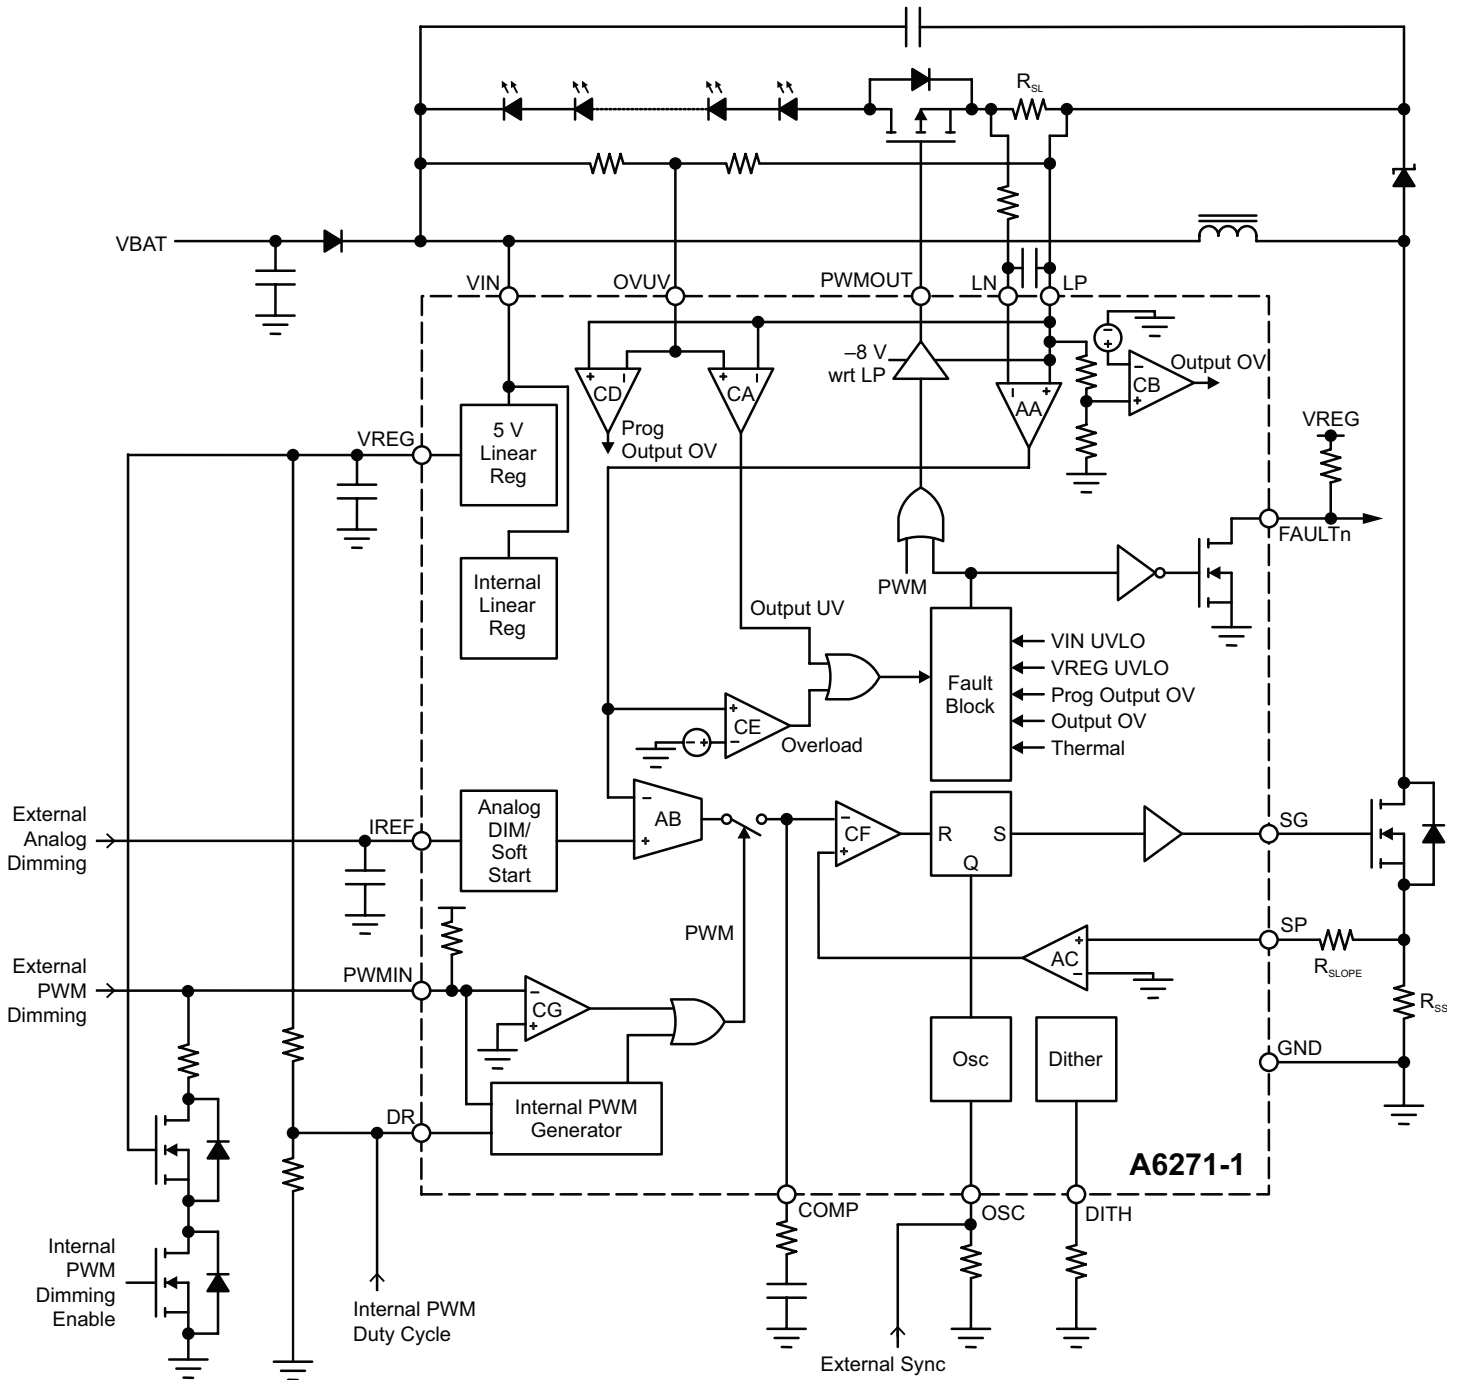 R_SL
VBAT
VIN
OVUV
PWMOUT
LN
LP
–8 V
wrt LP
+
I
CD
+
I
CA
I
+
AA
–
+
–
+
CB
Output OV
Prog
Output OV
VREG
5 V
Linear
Reg
VREG
FAULTn
Internal
Linear
Reg
PWM
Output UV
VIN UVLO
VREG UVLO
Prog Output OV
Output OV
Thermal
Fault
Block
+
–
CE
– +
Overload
External
Analog
Dimming
IREF
Analog
DIM/
Soft
Start
–
+
AB
–
+
CF
R
S
Q
SG
PWM
SP
R_SLOPE
+
–
AC
External
PWM
Dimming
PWMIN
–
+
CG
R_SS
GND
Osc
Dither
DR
Internal PWM
Generator
A6271-1
COMP
OSC
DITH
Internal
PWM
Dimming
Enable
Internal PWM
Duty Cycle
External Sync